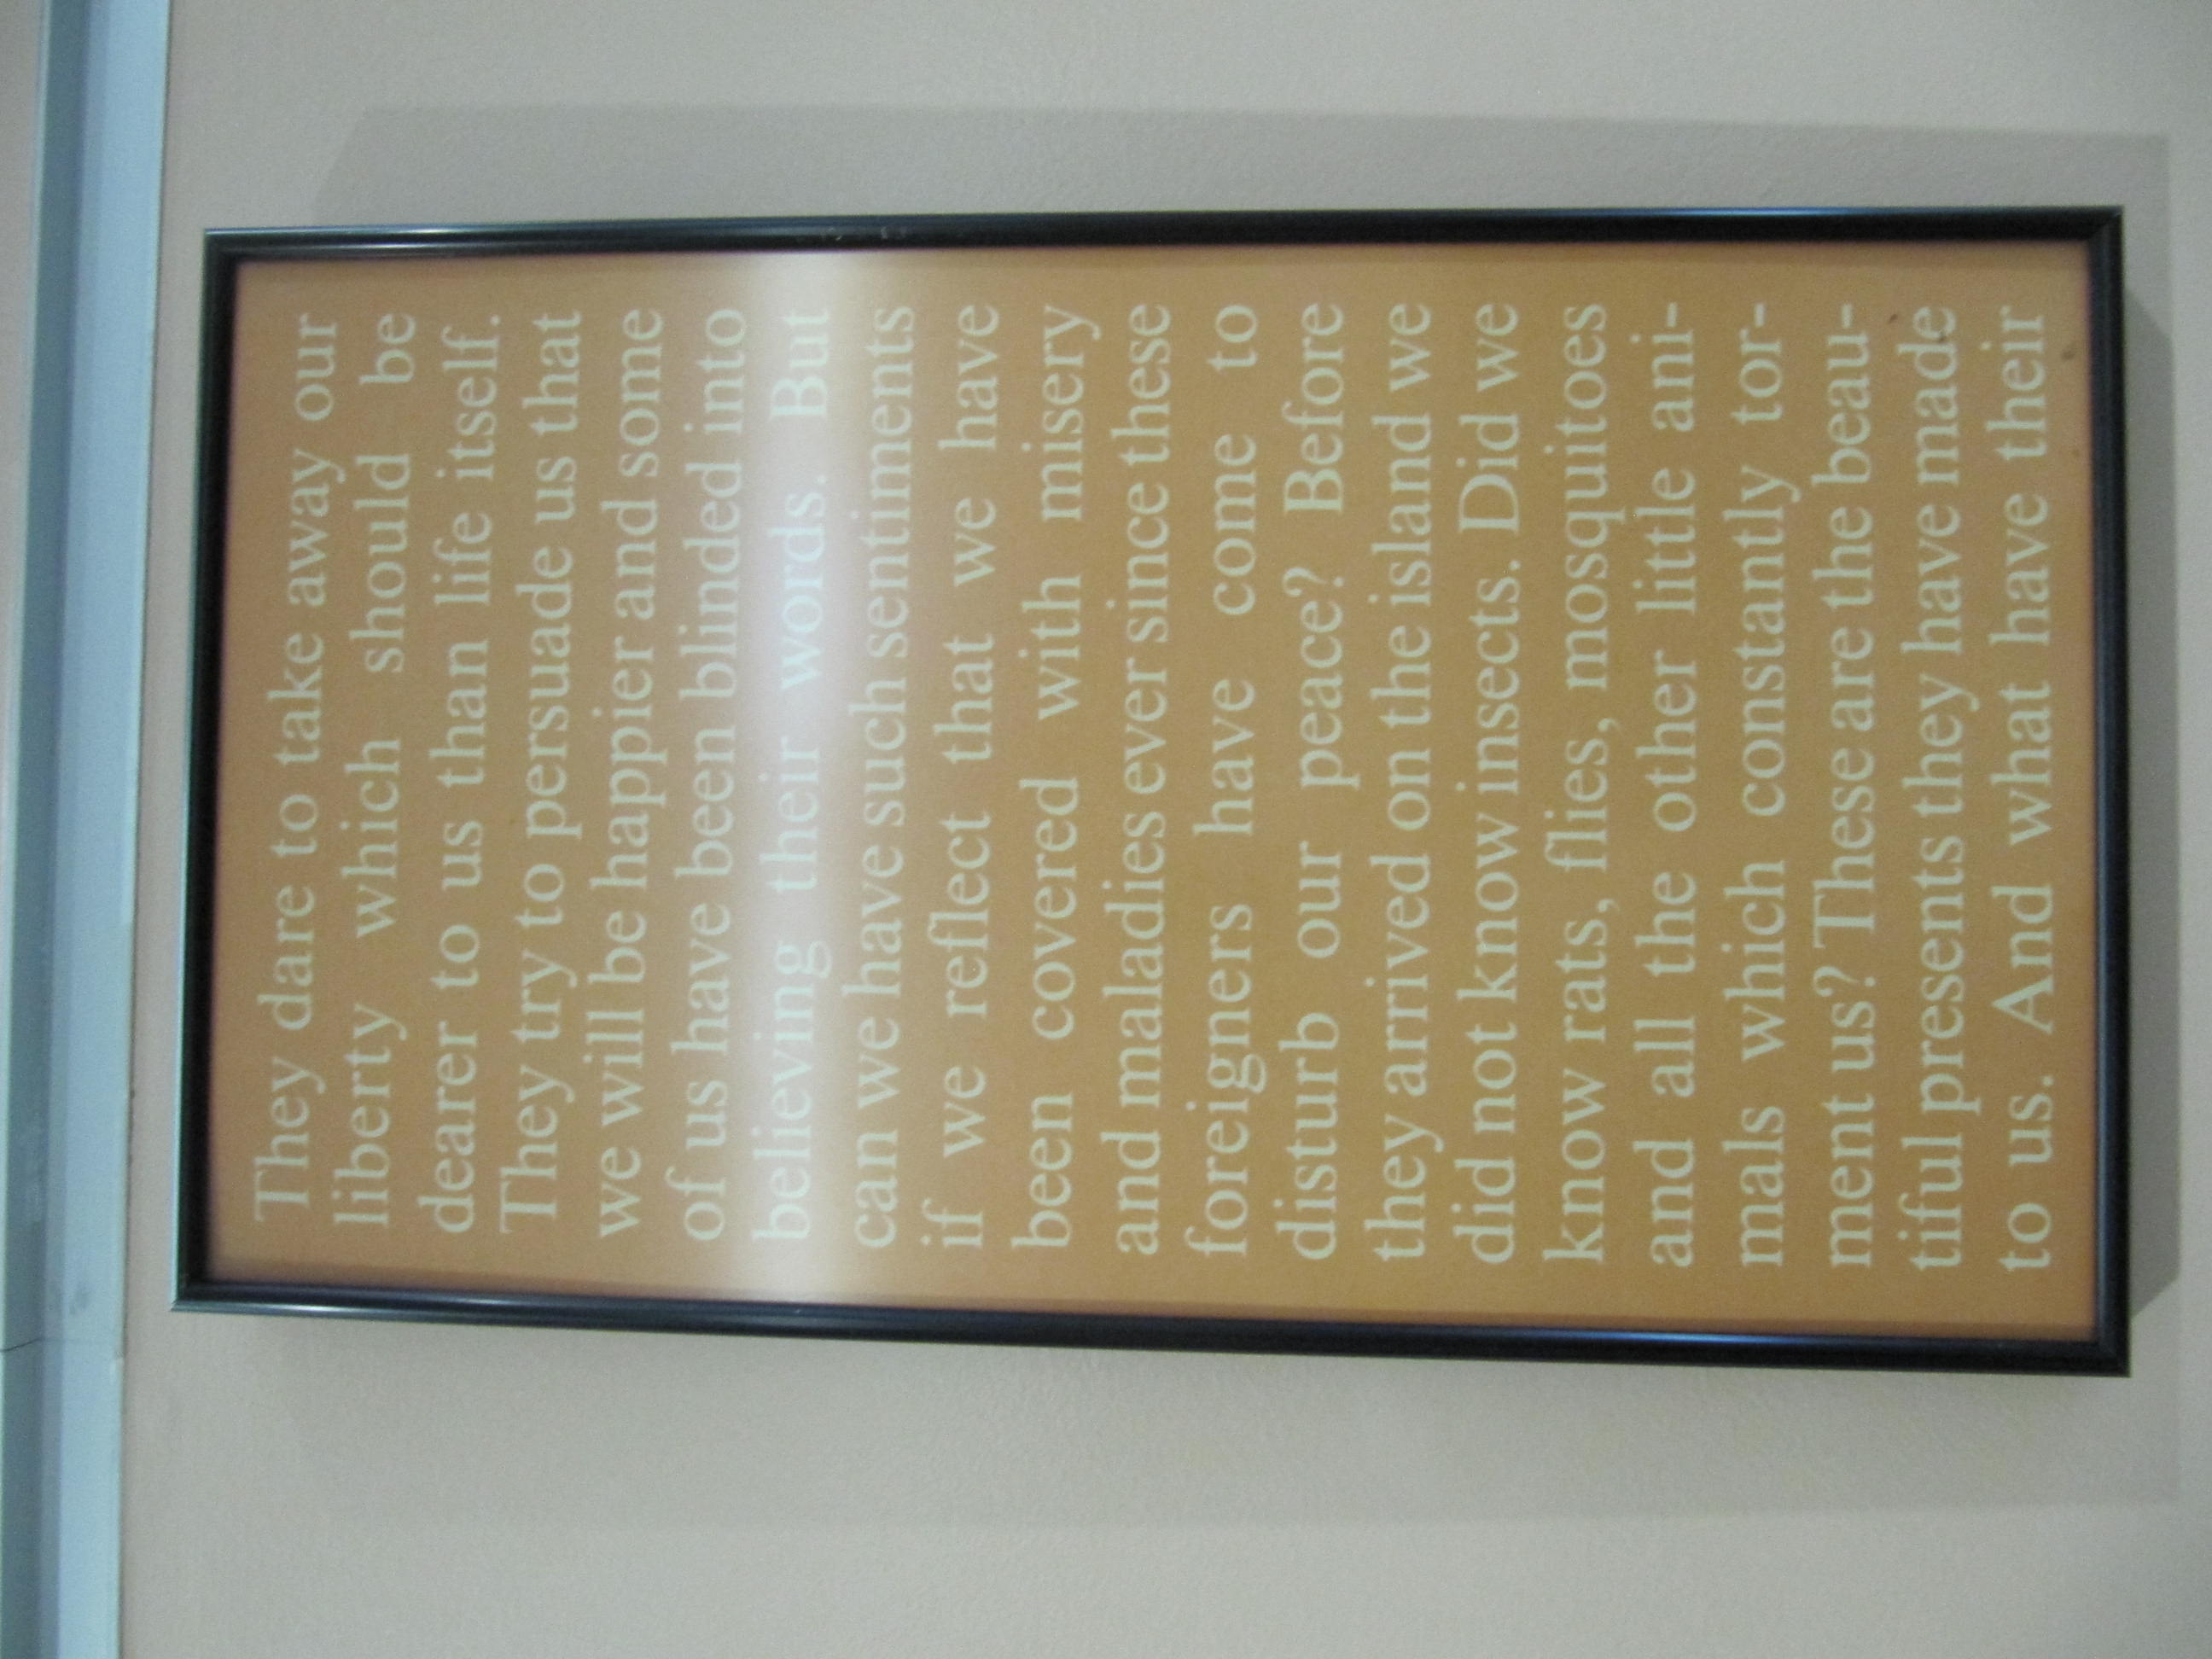 They dare to take away our
liberty which should be
dearer to us than life itself.
They try to persuade us that
we will be happier and some
of us have been blinded into
believing their words. But
can we have such sentiments
if we reflect that we have
been covered with misery
and maladies ever since these
foreigners have come to
disturb our peace? Before
they arrived on the island we
did not know insects. Did we
know rats, flies, mosquitoes
and all the other little ani-
mals which constantly tor-
ment us? These are the beau-
tiful presents they have made
to us. And what have their